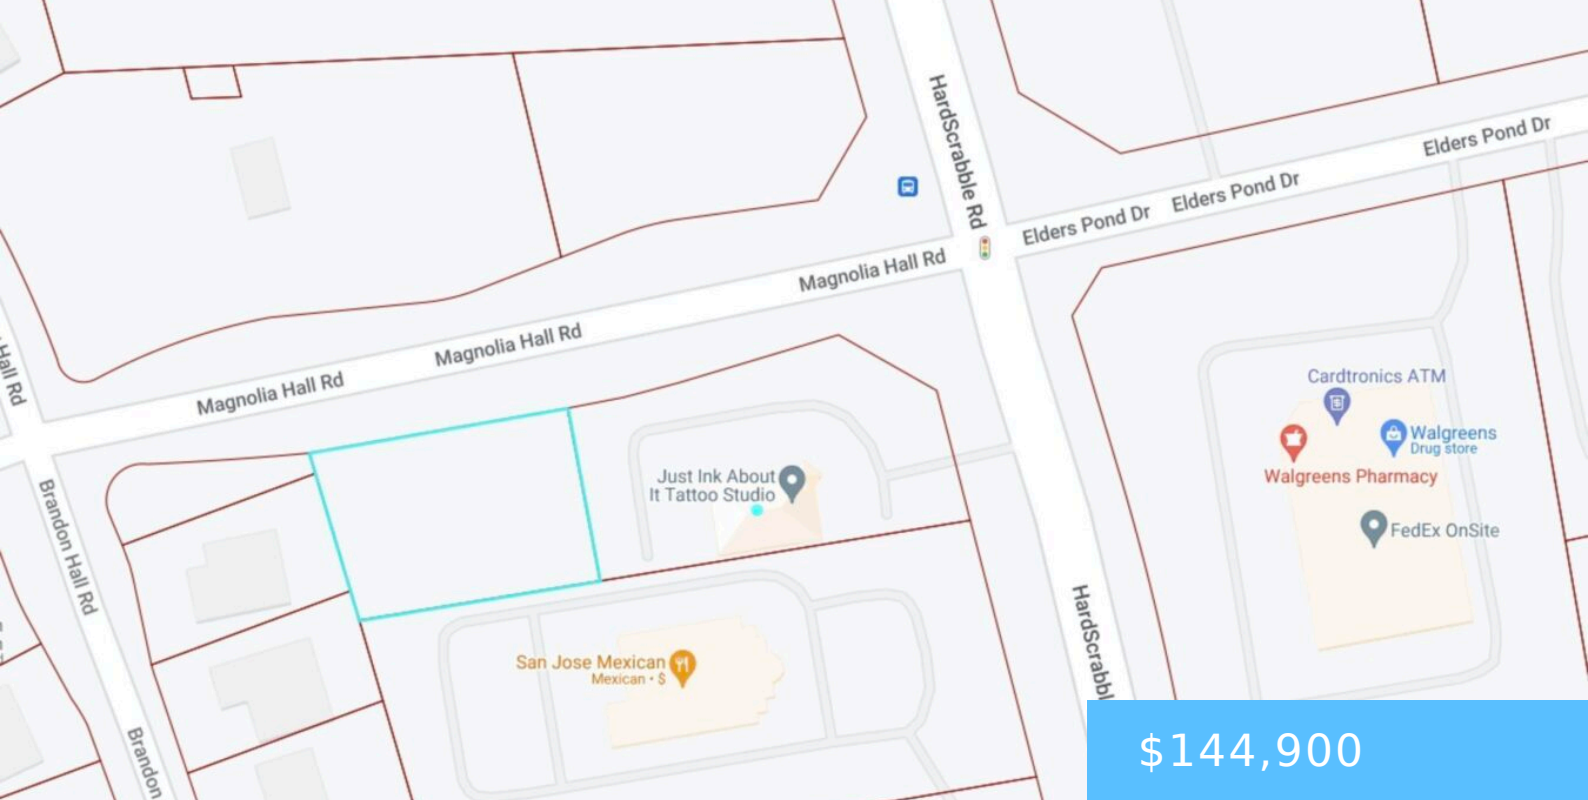 HardScrabble Rd
Elders Pond Dr
Elders Pond Dr
Elders Pond Dr
Magnolia Hall Rd
Magnolia Hall Rd
Magnolia Hall Rd
Hall Rd
Cardtronics ATM
Walgreens
Drug store
Walgreens Pharmacy
FedEx OnSite
Just Ink About
It Tattoo Studio
Brandon Hall Rd
San Jose Mexican
Mexican • $
HardScrabbl
Brandon
$144,900